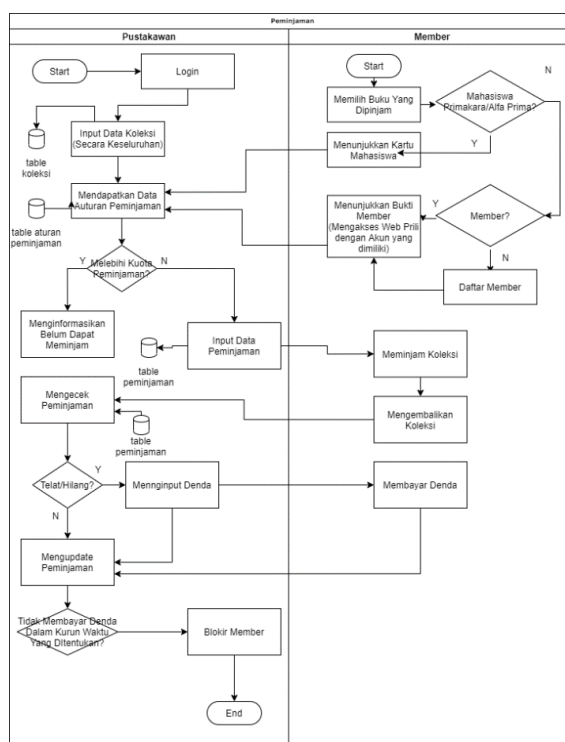 Peminjaman
Pustakawan
Member
Start
Login
Input Data Koleksi
(Secara Keseluruhan)
table
koleksi
Mendapatkan Data
Auturan Peminjaman
table aturan
peminjaman
Melebihi Kuota
Peminjaman?
Y
N
Menginformasikan
Belum Dapat
Meminjam
Input Data
Peminjaman
table
peminjaman
Mengecek
Peminjaman
table
peminjaman
Telat/Hilang?
Y
N
Mennginput Denda
Mengupdate
Peminjaman
Tidak Membayar Denda
Dalam Kurun Waktu
Yang Ditentukan?
Blokir Member
End
Start
Memilih Buku Yang
Dipinjam
Mahasiswa
Primakara/Alfa Prima?
N
Y
Menunjukkan Kartu
Mahasiswa
Menunjukkan Bukti
Member
(Mengakses Web Prili
dengan Akun yang
dimiliki)
Y
Member?
N
Daftar Member
Meminjam Koleksi
Mengembalikan
Koleksi
Membayar Denda